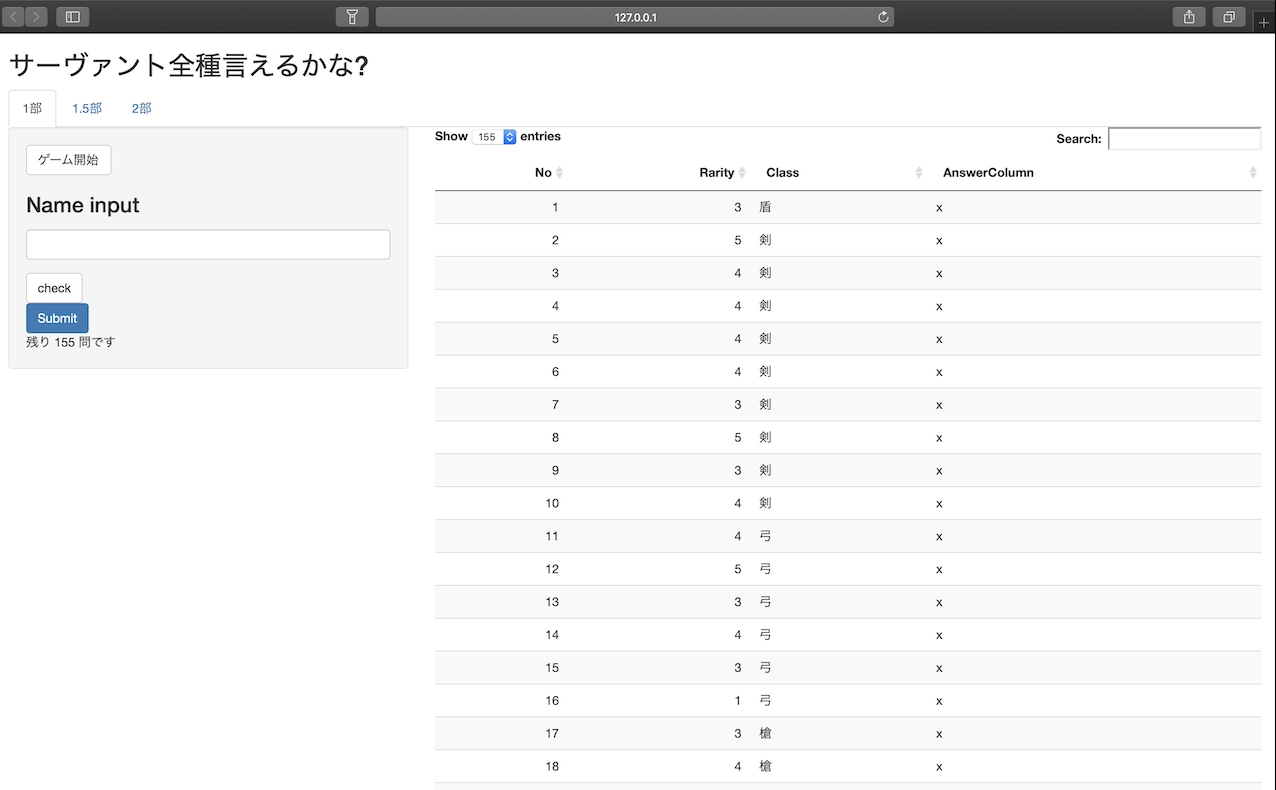 127.0.0.1
サーヴァント全種言えるかな?
1部 1.5部 2部
ゲーム開始
Name input
check
Submit
残り 155 問です
Show 155 entries
Search:
No Rarity Class AnswerColumn
1 3 盾 x
2 5 剣 x
3 4 剣 x
4 4 剣 x
5 4 剣 x
6 4 剣 x
7 3 剣 x
8 5 剣 x
9 3 剣 x
10 4 剣 x
11 4 弓 x
12 5 弓 x
13 3 弓 x
14 4 弓 x
15 3 弓 x
16 1 弓 x
17 3 槍 x
18 4 槍 x